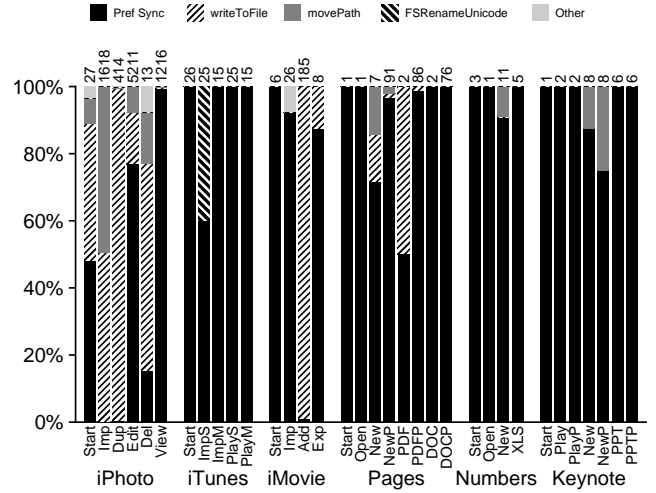 Pref Sync writeToFile movePath FSRenameUnicode Other
27 1618 414 5211 13 1216 26 25 15 25 15 6 26 185 8 1 1 7 91 2 86 2 76 3 1 11 5 1 2 2 8 8 6 6
100%
80%
60%
40%
20%
0%
Start Imp Dup Edit Del View Start ImpS ImpM PlayS PlayM Start Imp Add Exp Start Open New NewP PDF PDFP DOC DOCP Start Open New XLS Start Play PlayP New NewP PPT PPTP
iPhoto iTunes iMovie Pages Numbers Keynote